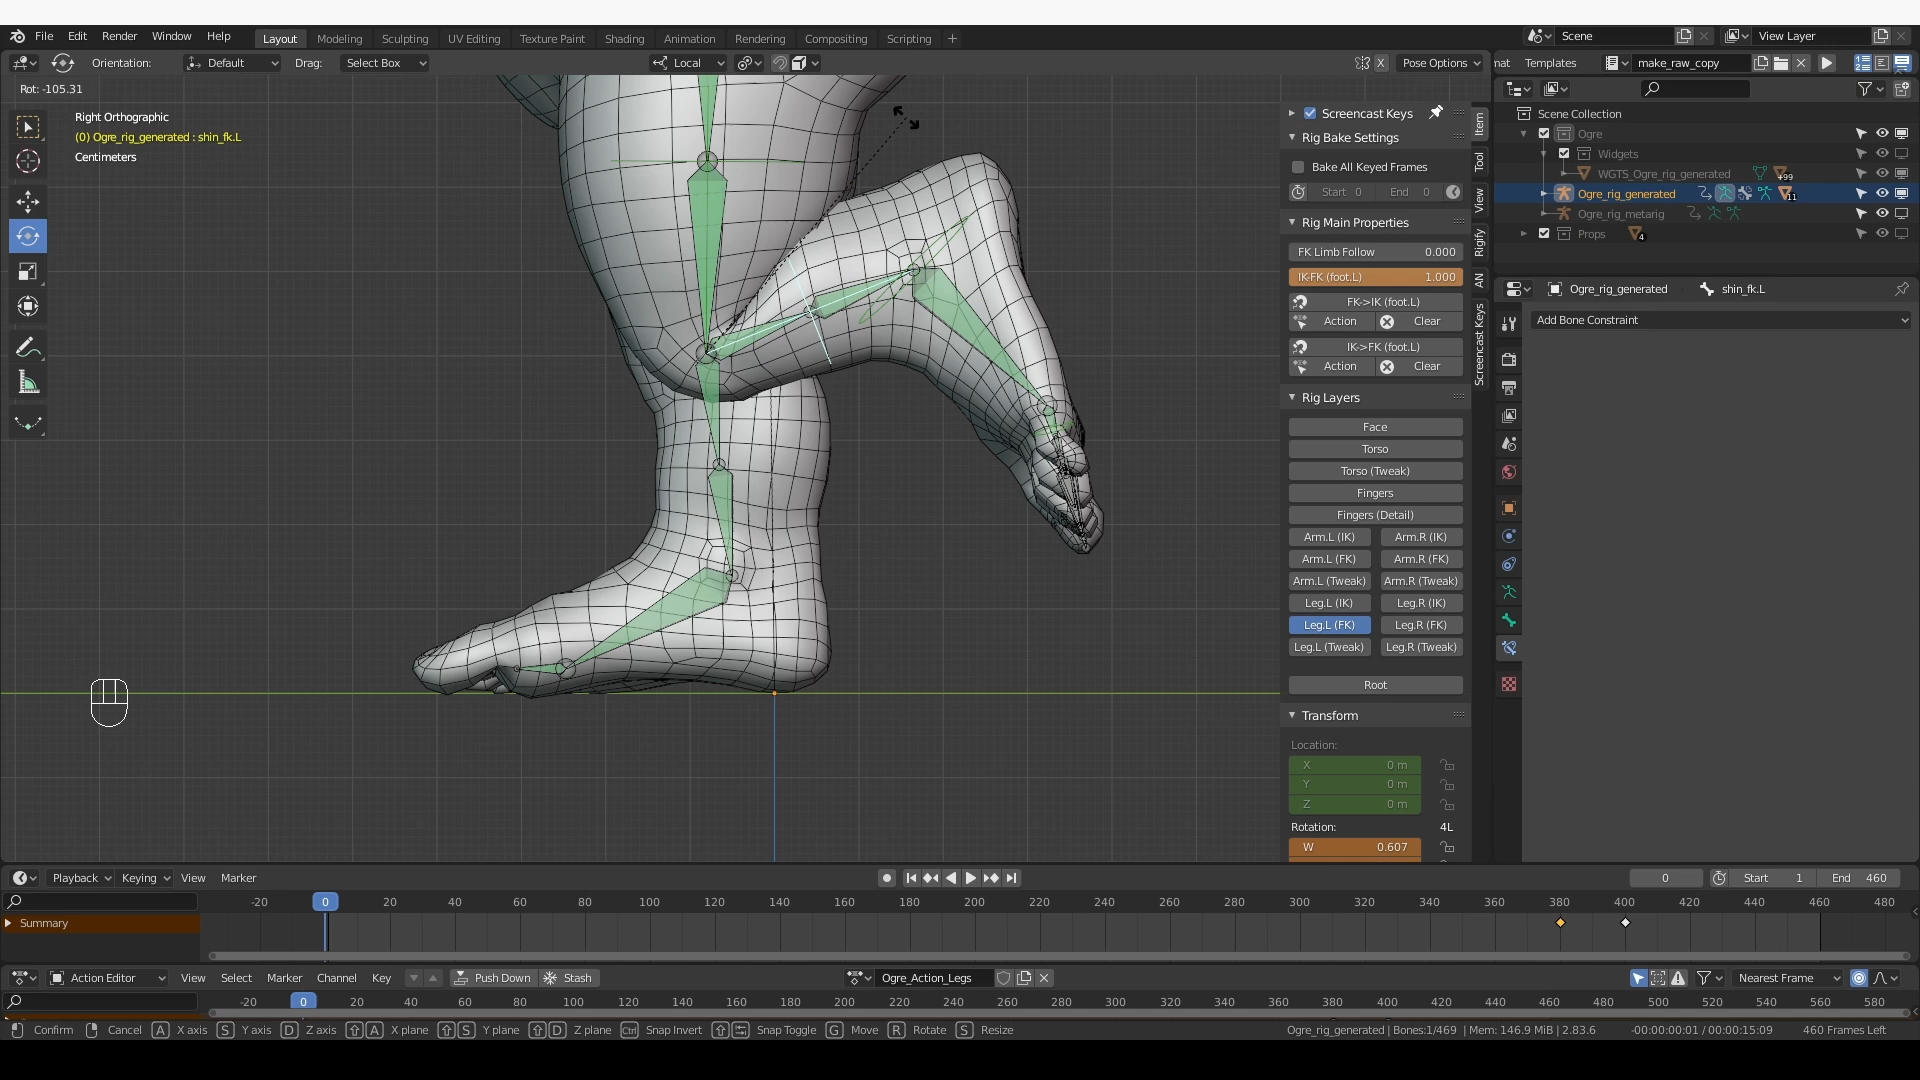 File Edit Render Window Help Layout Modeling Sculpting UV Editing Texture Paint Shading Animation Rendering Compositing Scripting + Scene View Layer
Orientation: Default Drag: Select Box Local X Pose Options mat Templates make_raw_copy
Rot: -105.31
Right Orthographic
(0) Ogre_rig_generated : shin_fk.L
Centimeters
Screencast Keys
Rig Bake Settings
Bake All Keyed Frames
Start 0 End 0
Rig Main Properties
FK Limb Follow 0.000
IK-FK (foot.L) 1.000
FK->IK (foot.L)
Action Clear
IK->FK (foot.L)
Action Clear
Rig Layers
Face
Torso
Torso (Tweak)
Fingers
Fingers (Detail)
Arm.L (IK) Arm.R (IK)
Arm.L (FK) Arm.R (FK)
Arm.L (Tweak) Arm.R (Tweak)
Leg.L (IK) Leg.R (IK)
Leg.L (FK) Leg.R (FK)
Leg.L (Tweak) Leg.R (Tweak)
Root
Transform
Location:
X 0 m
Y 0 m
Z 0 m
Rotation: 4L
W 0.607
Item
Tool
View
Rigify
AN
Screencast Keys
Scene Collection
Ogre
Widgets
WGTS_Ogre_rig_generated +99
Ogre_rig_generated 11
Ogre_rig_metarig
Props 4
Ogre_rig_generated shin_fk.L
Add Bone Constraint
Playback Keying View Marker 0 Start 1 End 460
-20 0 20 40 60 80 100 120 140 160 180 200 220 240 260 280 300 320 340 360 380 400 420 440 460 480
Summary
Action Editor View Select Marker Channel Key Push Down Stash Ogre_Action_Legs Nearest Frame
-20 0 20 40 60 80 100 120 140 160 180 200 220 240 260 280 300 320 340 360 380 400 420 440 460 480 500 520 540 560 580
Confirm Cancel A X axis S Y axis D Z axis A X plane S Y plane D Z plane Ctrl Snap Invert Snap Toggle G Move R Rotate S Resize Ogre_rig_generated | Bones:1/469 | Mem: 146.9 MiB | 2.83.6 -00:00:00:01 / 00:00:15:09 460 Frames Left